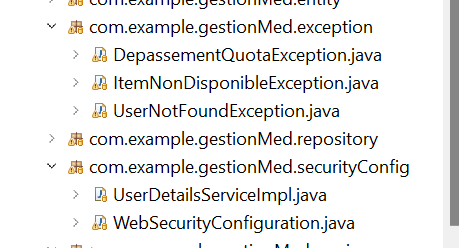 com.example.gestionMed.entity
com.example.gestionMed.exception
DepassementQuotaException.java
ItemNonDisponibleException.java
UserNotFoundException.java
com.example.gestionMed.repository
com.example.gestionMed.securityConfig
UserDetailsServiceImpl.java
WebSecurityConfiguration.java